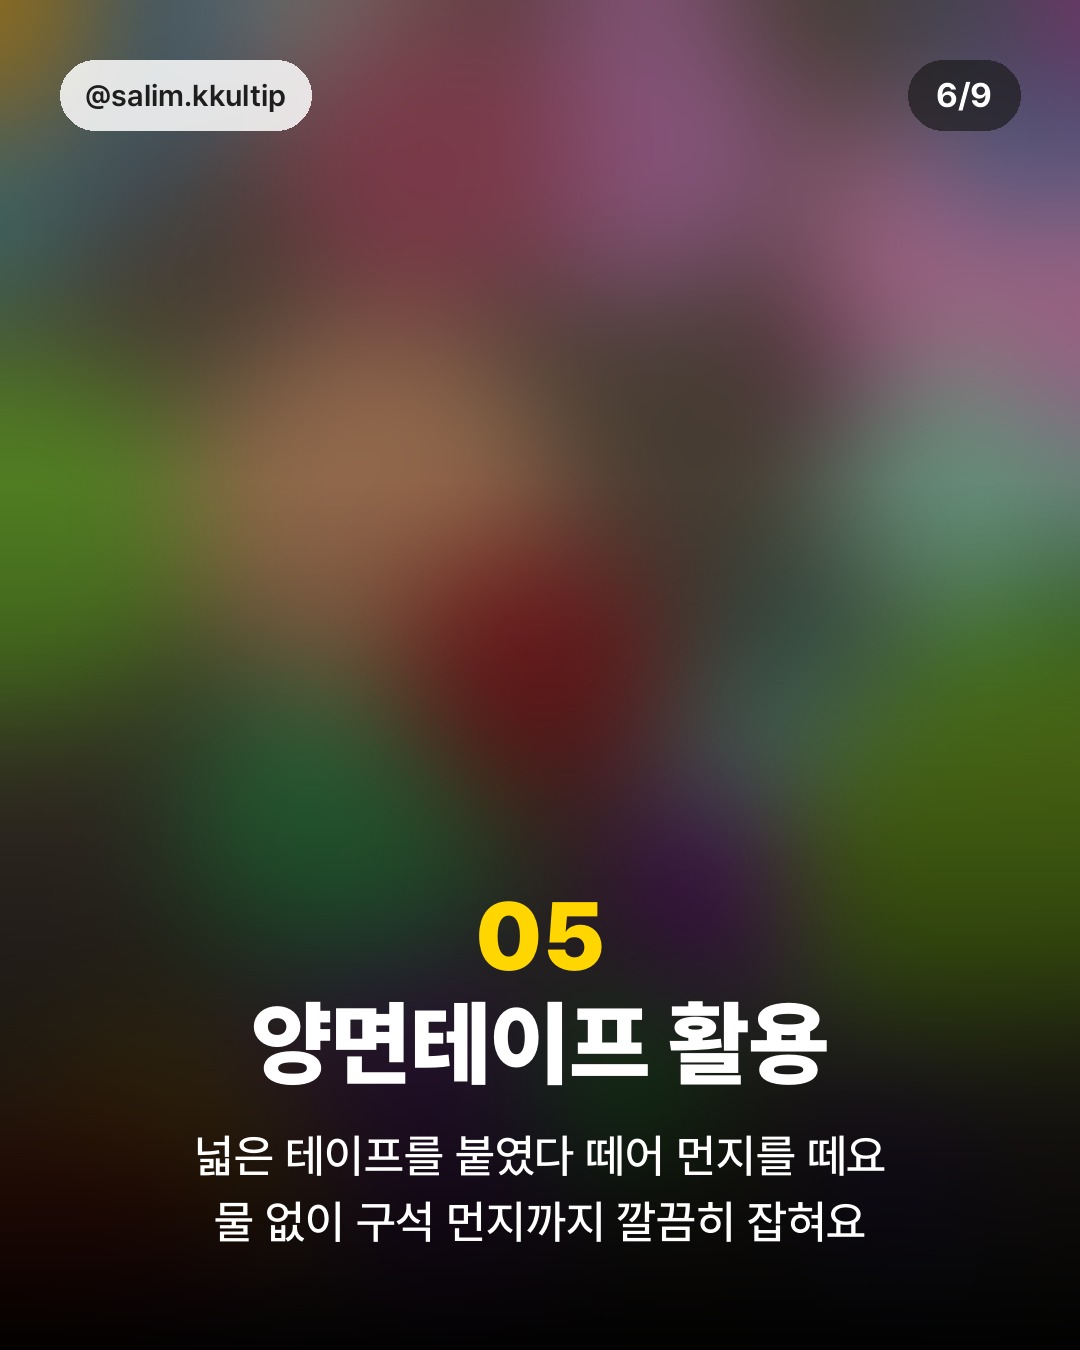 @salim.kkultip
6/9
05
양면테이프 활용
넓은 테이프를 붙였다 떼어 먼지를 떼요
물 없이 구석 먼지까지 깔끔히 잡혀요